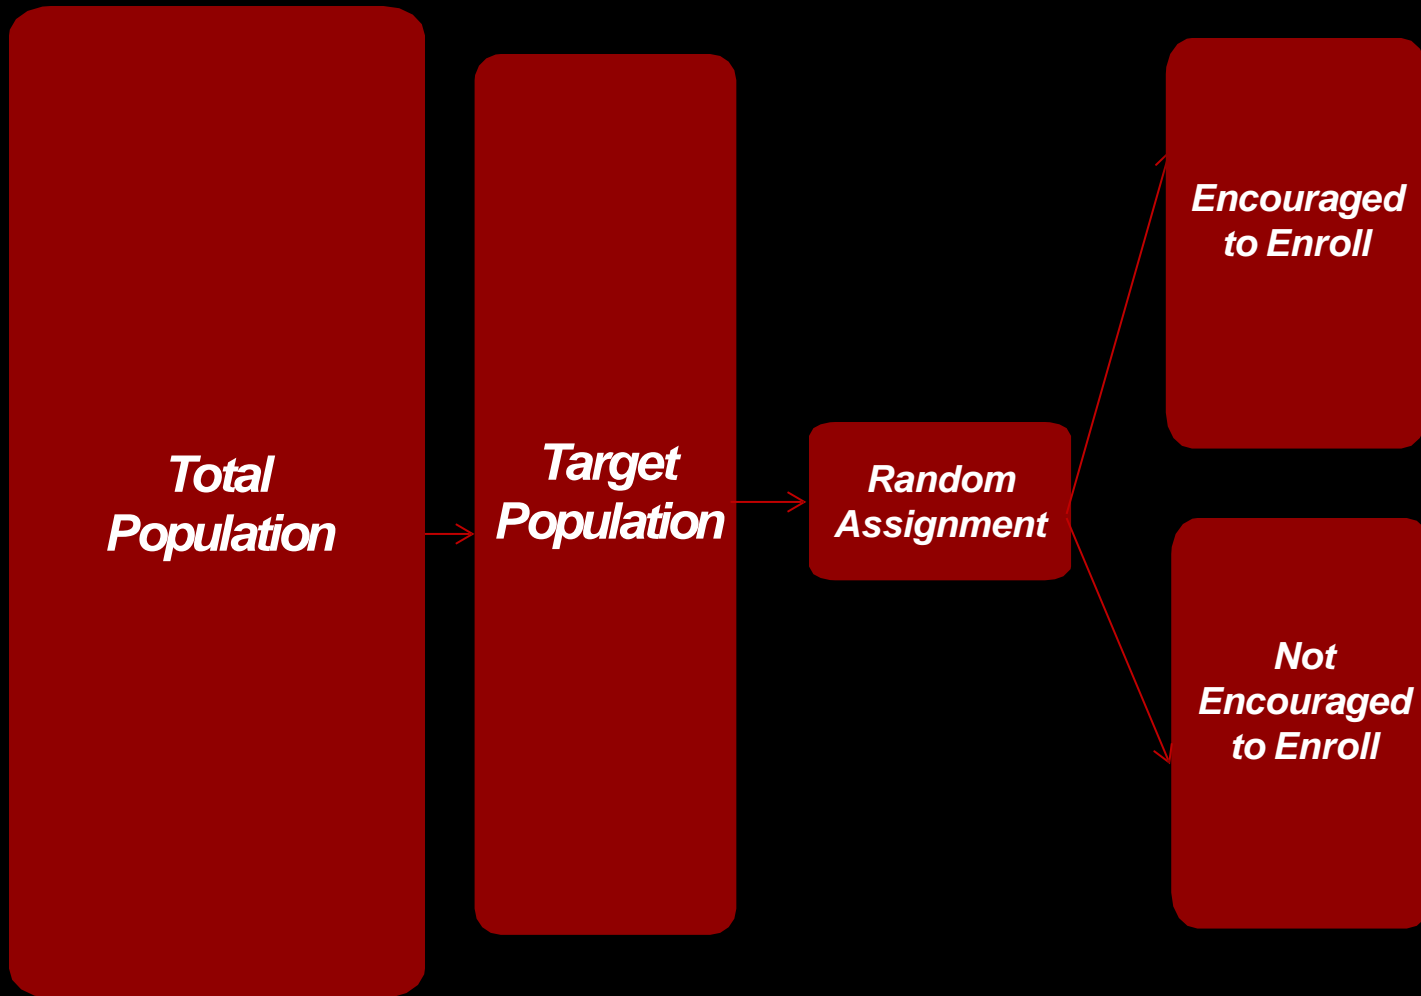 Total
Population
Target
Population
Random
Assignment
Encouraged
to Enroll
Not
Encouraged
to Enroll